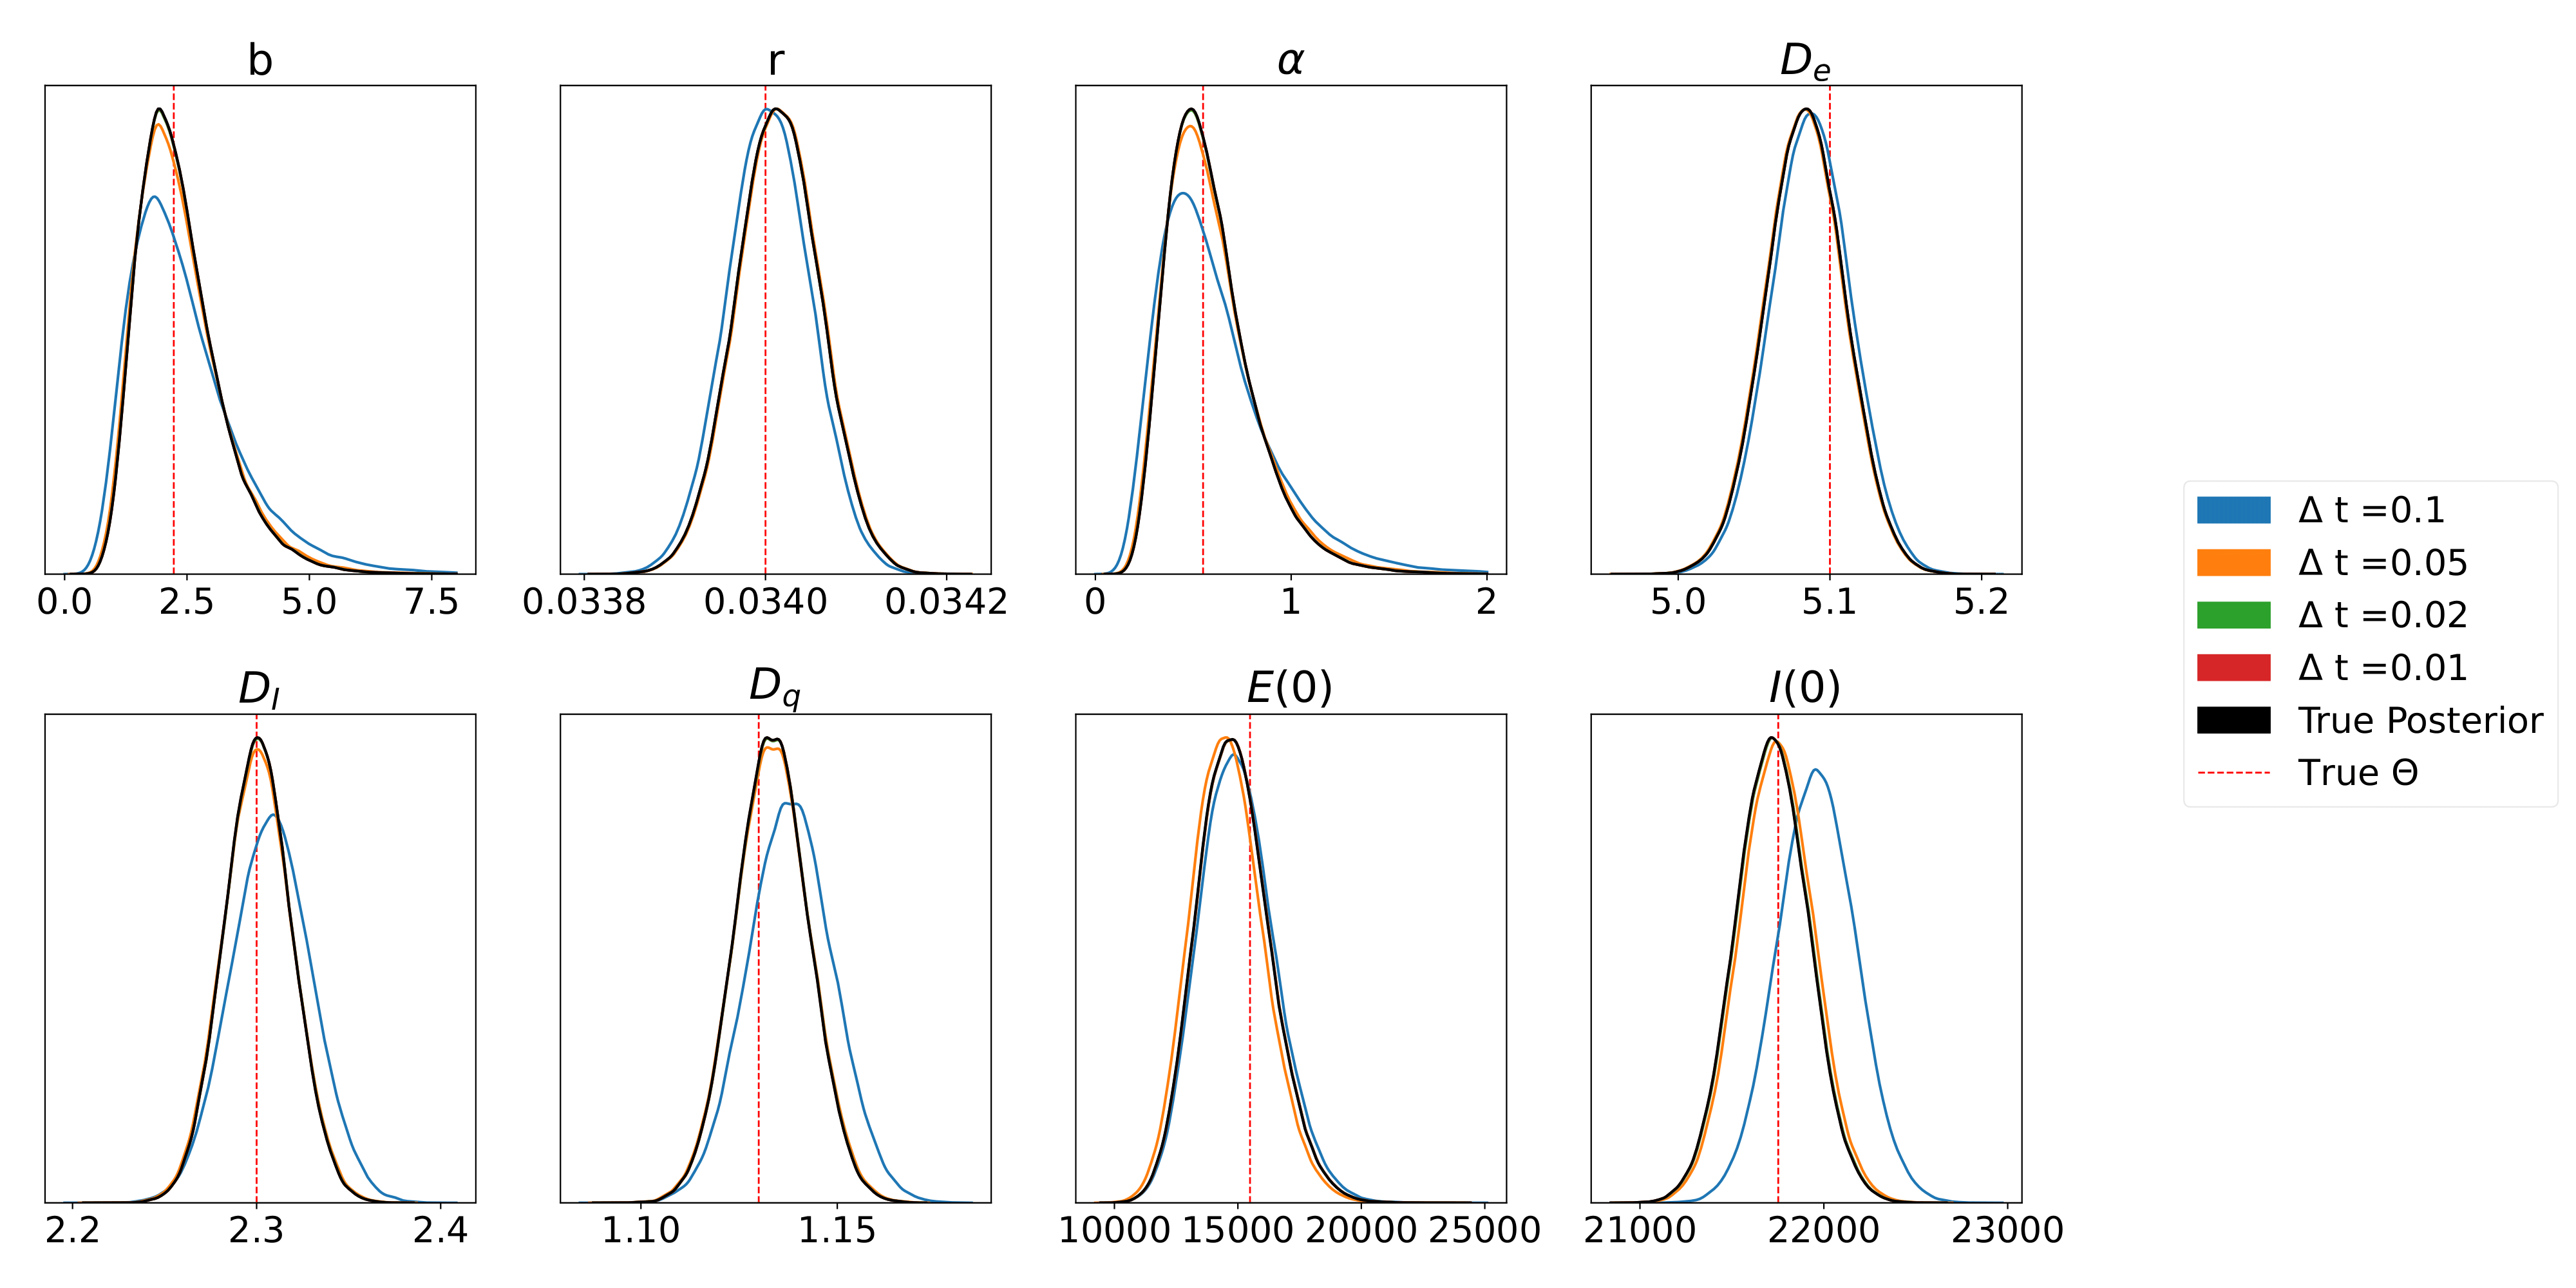 b r α D_e
0.0 2.5 5.0 7.5 0.0338 0.0340 0.0342 0 1 2 5.0 5.1 5.2
D_I D_q E(0) I(0)
2.2 2.3 2.4 1.10 1.15 10000 15000 20000 25000 21000 22000 23000
Δ t =0.1
Δ t =0.05
Δ t =0.02
Δ t =0.01
True Posterior
True Θ